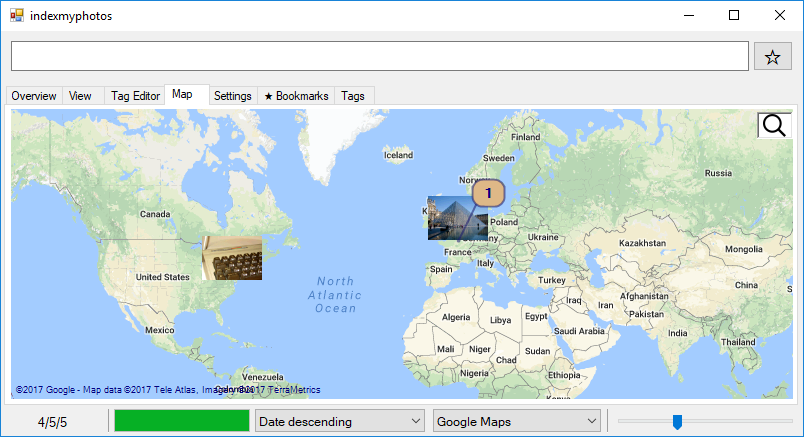 indexmyphotos
☆
Overview View Tag Editor Map Settings ★ Bookmarks Tags
Iceland
Finland
Sweden
Norway
Russia
1
Canada
Poland
Ukraine
Kazakhstan
Mongolia
France
United States
Spain
Italy
Turkey
China
North
Atlantic
Ocean
Iraq
Iran
Afghanistan
Pakistan
Algeria
Libya
Egypt
Saudi Arabia
India
Thailand
Mexico
Mali
Niger
Chad
Sudan
Ethiopia
Venezuela
©2017 Google - Map data ©2017 Tele Atlas, Imagery ©2017 TerraMetrics
4/5/5 Date descending Google Maps